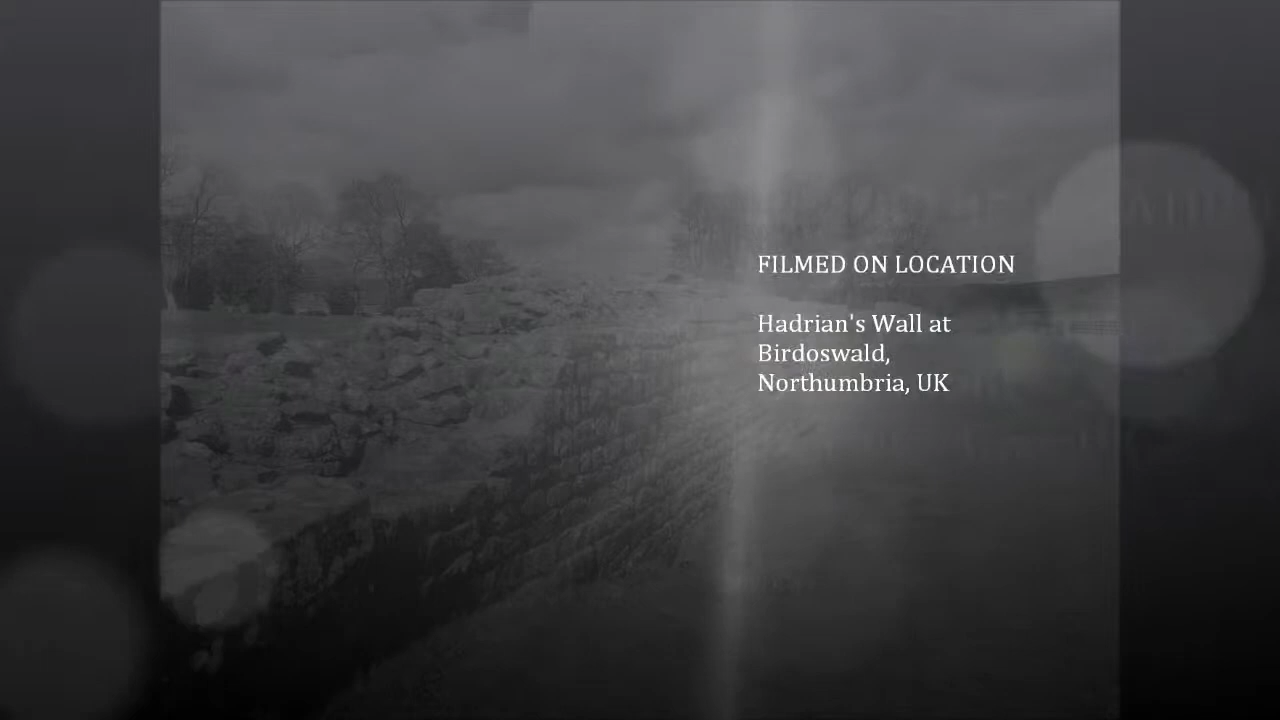 FILMED ON LOCATION
Hadrian's Wall at
Birdoswald,
Northumbria, UK